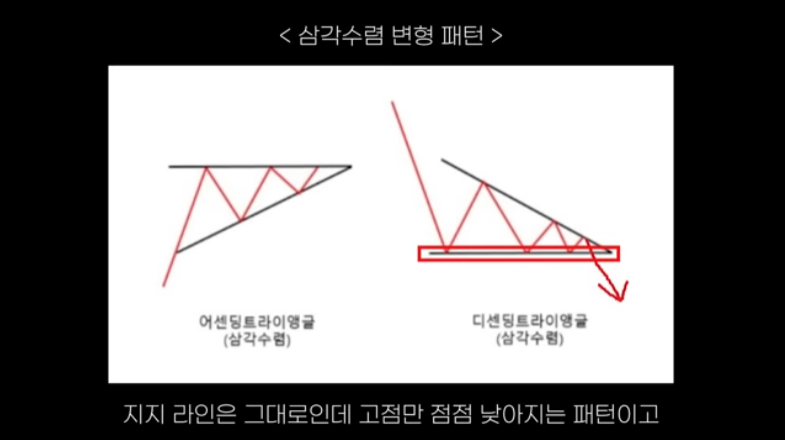 < 삼각수렴 변형 패턴 >
어센딩트라이앵글
(삼각수렴)
디센딩트라이앵글
(삼각수렴)
지지 라인은 그대로인데 고점만 점점 낮아지는 패턴이고